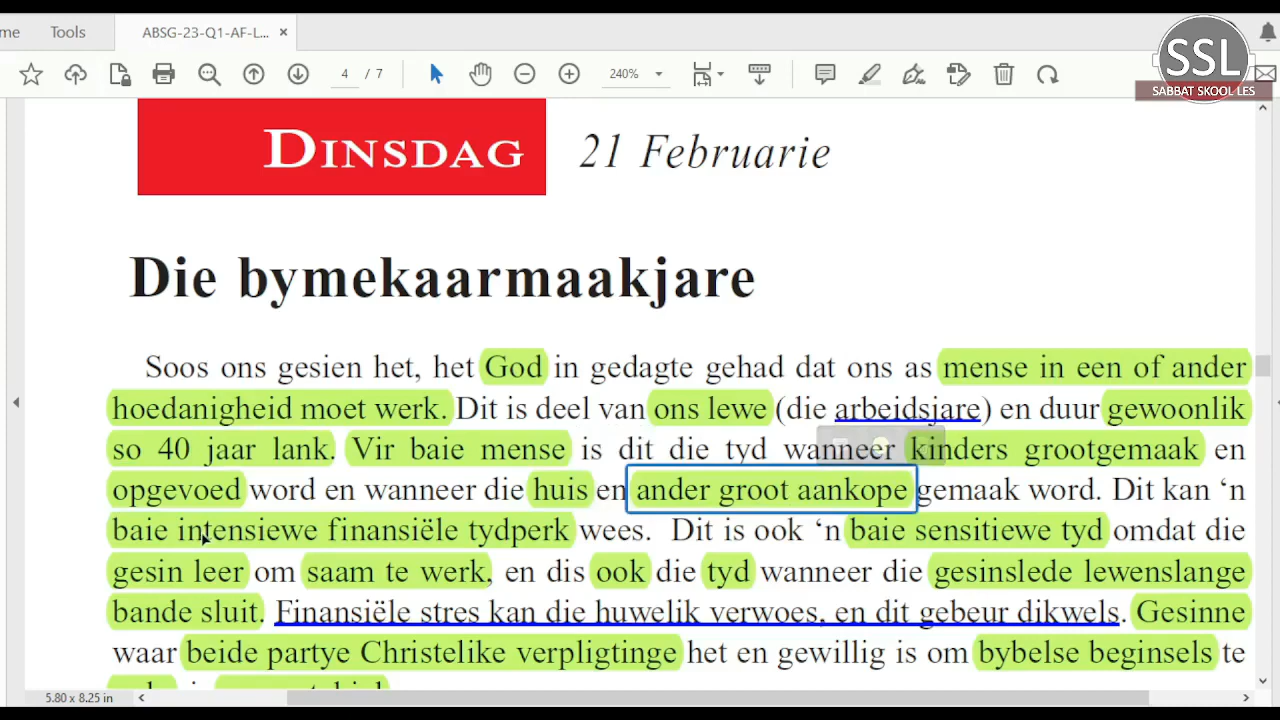 me Tools ABSG-23-Q1-AF-L... ×
SSL
SABBAT SKOOL LES
4 / 7 240%
DINSDAG 21 Februarie
Die bymekaarmaakjare
Soos ons gesien het, het God in gedagte gehad dat ons as mense in een of ander
hoedanigheid moet werk. Dit is deel van ons lewe (die arbeidsjare) en duur gewoonlik
so 40 jaar lank. Vir baie mense is dit die tyd wanneer kinders grootgemaak en
opgevoed word en wanneer die huis en ander groot aankope gemaak word. Dit kan ‘n
baie intensiewe finansiële tydperk wees. Dit is ook ‘n baie sensitiewe tyd omdat die
gesin leer om saam te werk, en dis ook die tyd wanneer die gesinslede lewenslange
bande sluit. Finansiële stres kan die huwelik verwoes, en dit gebeur dikwels. Gesinne
waar beide partye Christelike verpligtinge het en gewillig is om bybelse beginsels te
5.80 x 8.25 in